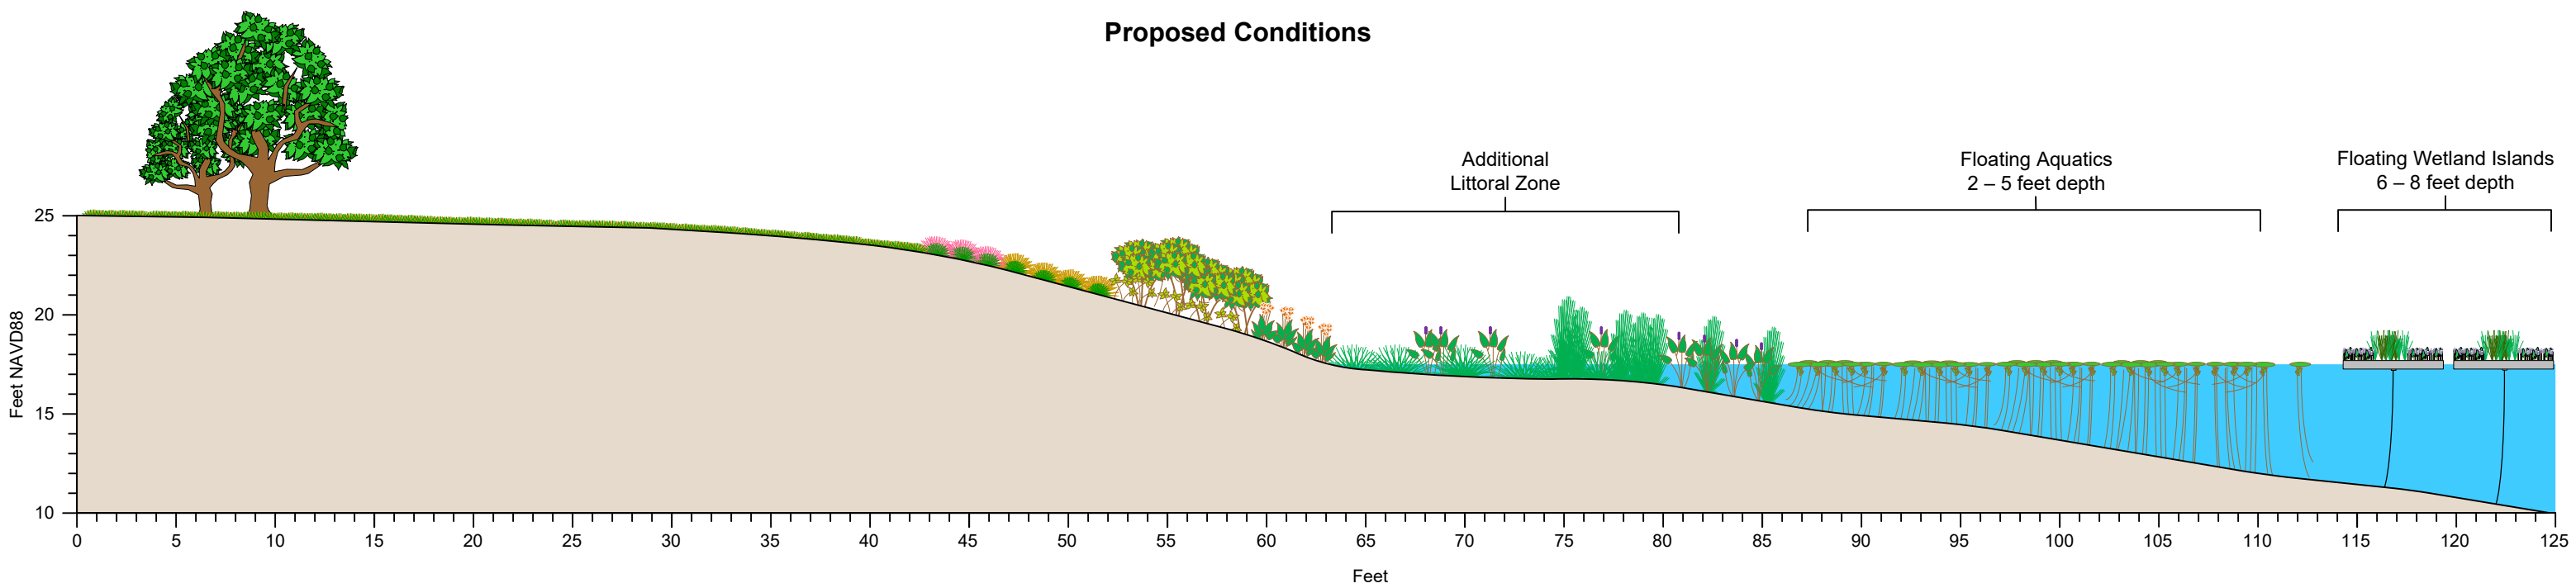 Proposed Conditions
Additional
Littoral Zone
Floating Aquatics
2 – 5 feet depth
Floating Wetland Islands
6 – 8 feet depth
Feet NAVD88
25
20
15
10
0 5 10 15 20 25 30 35 40 45 50 55 60 65 70 75 80 85 90 95 100 105 110 115 120 125
Feet